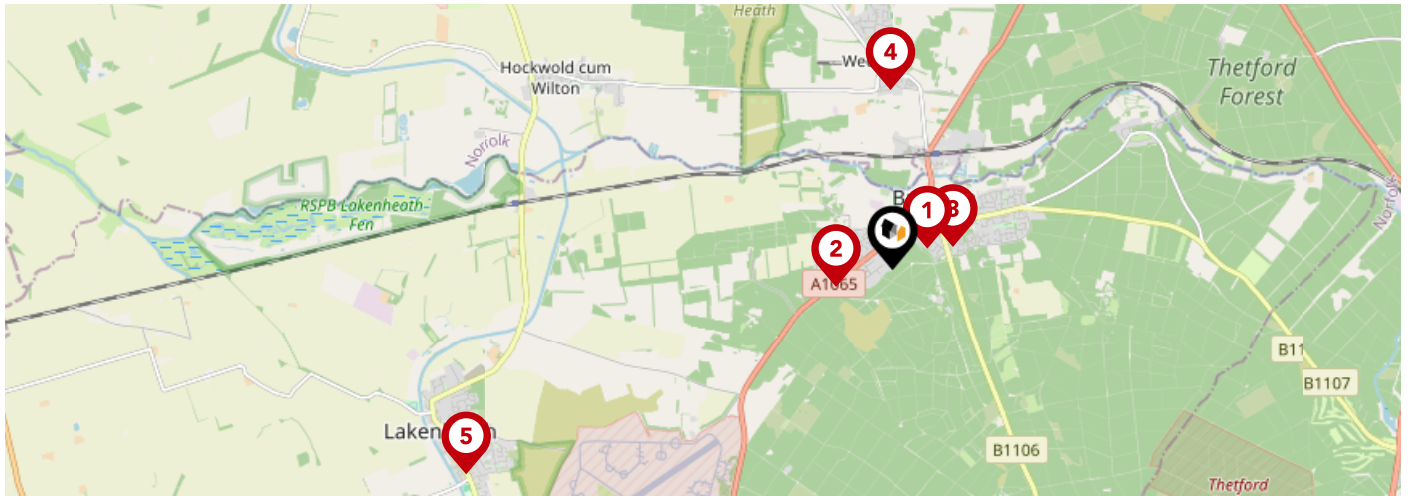 Heath
Hockwold cum
Wilton
4
Thetford
Forest
Norfolk
RSPB Lakenheath
Fen
Norfolk
1
3
2
A1065
B11
B1107
5
B1106
Thetford